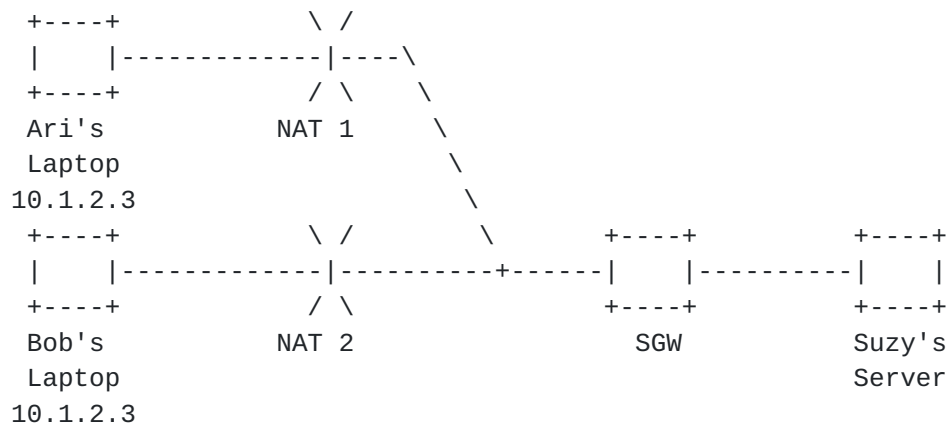 +----+            \ /
|    |-------------|----\
+----+            / \    \
Ari's           NAT 1     \
Laptop                     \
10.1.2.3                    \
+----+            \ /        \       +----+          +----+
|    |-------------|----------+------|    |----------|    |
+----+            / \                +----+          +----+
Bob's           NAT 2                  SGW           Suzy's
Laptop                                               Server
10.1.2.3